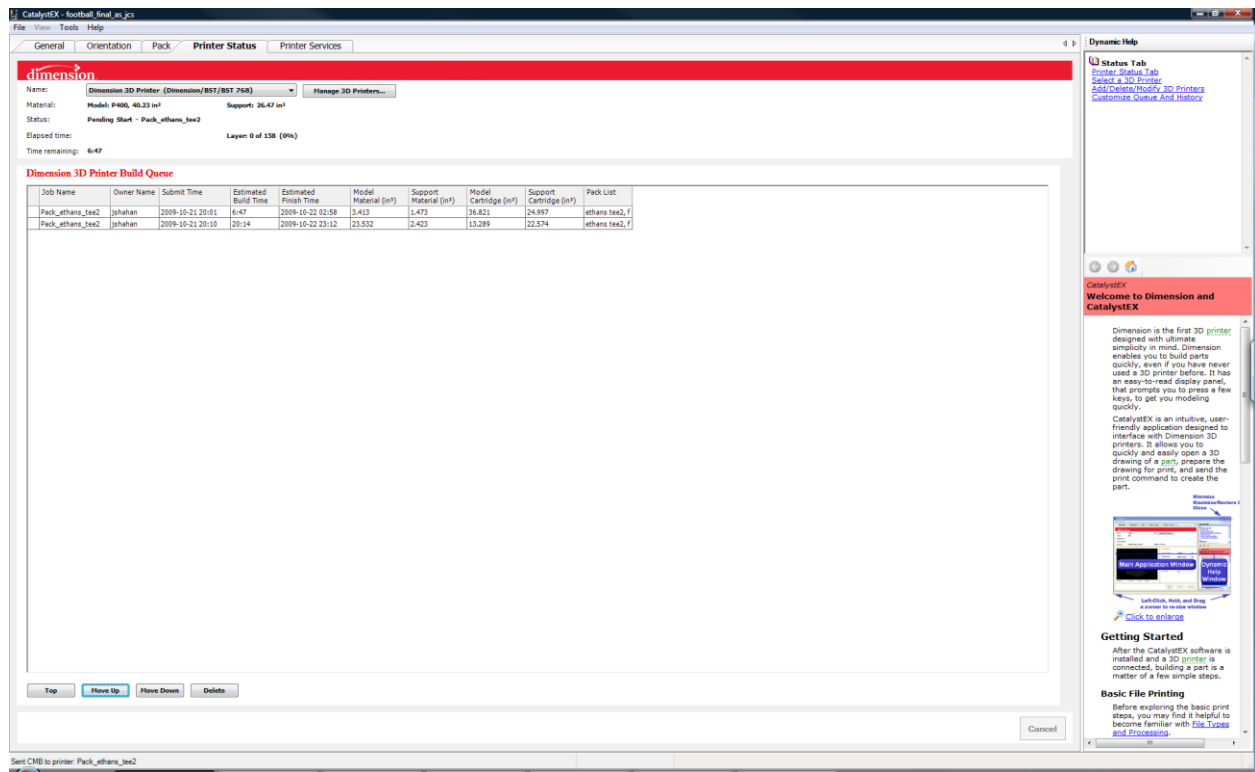 CatalystEX - football_final_as_jcs
File View Tools Help
General Orientation Pack Printer Status Printer Services
dimension
Name: Dimension 3D Printer (Dimension/BST/BST 768) Manage 3D Printers...
Material: Model: P400, 40.23 in³ Support: 26.47 in³
Status: Pending Start - Pack_ethans_tee2
Elapsed time: Layer: 0 of 158 (0%)
Time remaining: 6:47
Dimension 3D Printer Build Queue
Job Name Owner Name Submit Time Estimated Build Time Estimated Finish Time Model Material (in³) Support Material (in³) Model Cartridge (in³) Support Cartridge (in³) Pack List
Pack_ethans_tee2 jshahan 2009-10-21 20:01 6:47 2009-10-22 02:58 3.413 1.473 36.821 24.997 ethans tee2, f
Pack_ethans_tee2 jshahan 2009-10-21 20:10 20:14 2009-10-22 23:12 23.532 2.423 13.289 22.574 ethans tee2, f
Top Move Up Move Down Delete
Cancel
Sent CMB to printer: Pack_ethans_tee2
Dynamic Help
Status Tab
Printer Status Tab
Select a 3D Printer
Add/Delete/Modify 3D Printers
Customize Queue And History
CatalystEX
Welcome to Dimension and
CatalystEX
Dimension is the first 3D printer
designed with ultimate
simplicity in mind. Dimension
enables you to build parts
quickly, even if you have never
used a 3D printer before. It has
an easy-to-read display panel,
that prompts you to press a few
keys, to get you modeling
quickly.
CatalystEX is an intuitive, user-
friendly application designed to
interface with Dimension 3D
printers. It allows you to
quickly and easily open a 3D
drawing of a part, prepare the
drawing for print, and send the
print command to create the
part.
Minimize
Maximize/Restore
Close
Main Application Window
Dynamic
Help
Window
Left-Click, Hold, and Drag
a corner to re-size window
Click to enlarge
Getting Started
After the CatalystEX software is
installed and a 3D printer is
connected, building a part is a
matter of a few simple steps.
Basic File Printing
Before exploring the basic print
steps, you may find it helpful to
become familiar with File Types
and Processing.